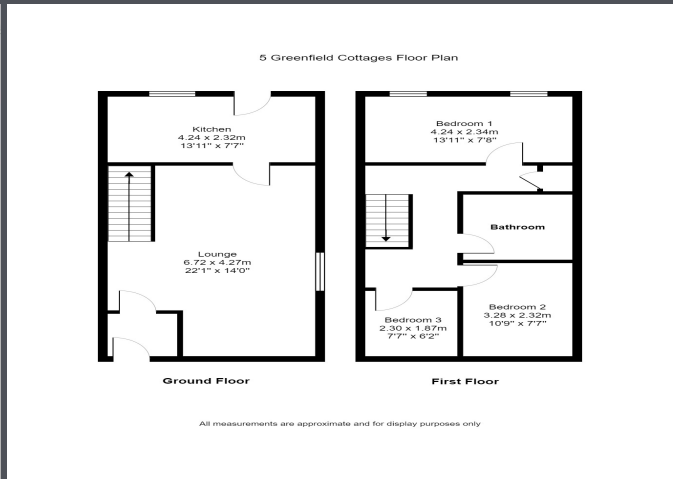 5 Greenfield Cottages Floor Plan
Kitchen
4.24 x 2.32m
13'11" x 7'7"
Lounge
6.72 x 4.27m
22'1" x 14'0"
Ground Floor
Bedroom 1
4.24 x 2.34m
13'11" x 7'8"
Bathroom
Bedroom 2
3.28 x 2.32m
10'9" x 7'7"
Bedroom 3
2.30 x 1.87m
7'7" x 6'2"
First Floor
All measurements are approximate and for display purposes only